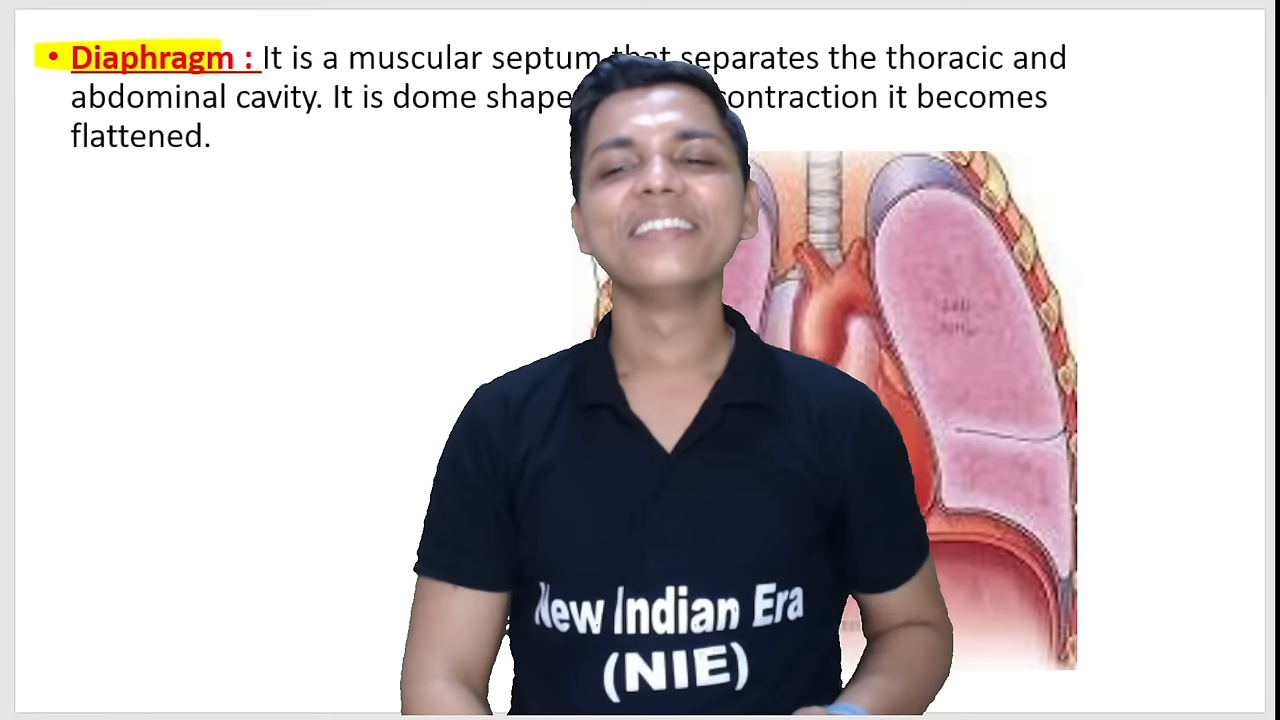 • Diaphragm : It is a muscular septum that separates the thoracic and
abdominal cavity. It is dome shape contraction it becomes
flattened.
New Indian Era
(NIE)